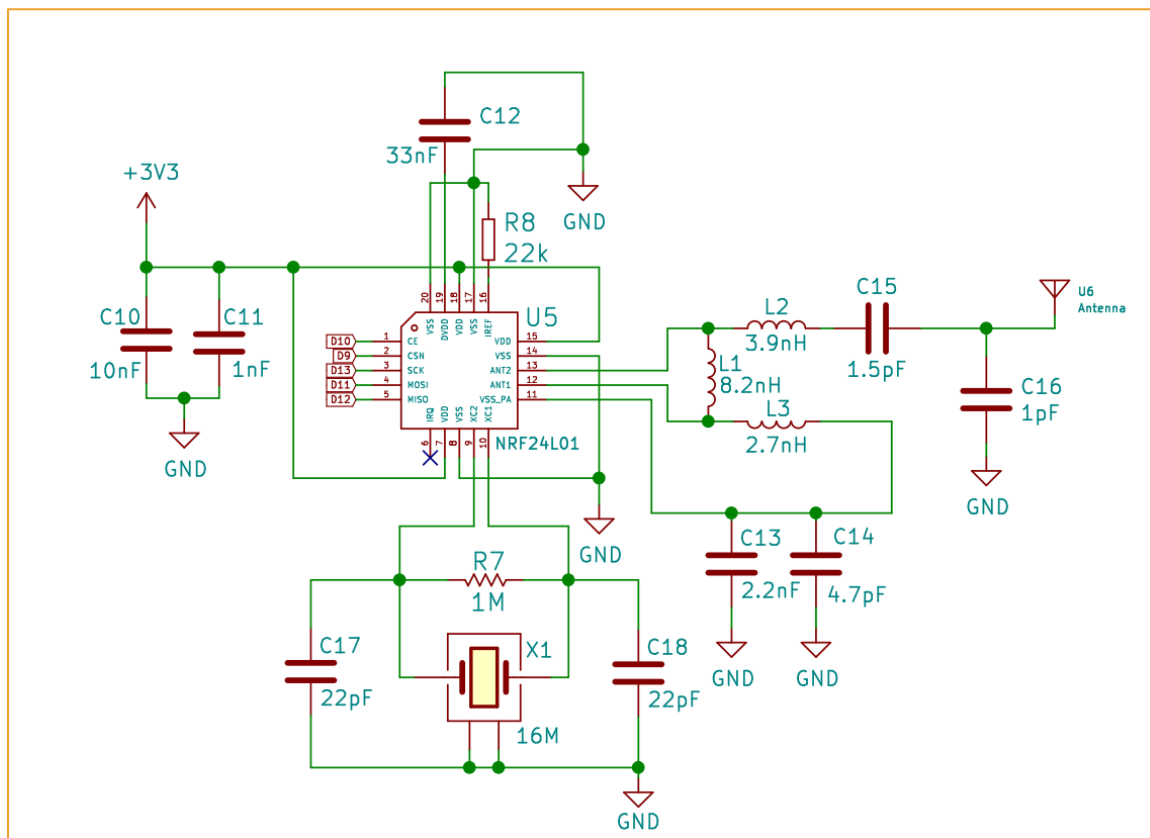 C12
33nF
+3V3
GND
R8
22k
C10
10nF
C11
1nF
GND
20
19
18
17
16
VSS
DVDD
VDD
VSS
IREF
U5
D10
D9
D13
D11
D12
1
2
3
4
5
CE
CSN
SCK
MOSI
MISO
VDD
VSS
ANT2
ANT1
VSS_PA
15
14
13
12
11
IRQ
VDD
VSS
XC2
XC1
6
7
8
9
10
NRF24L01
L2
3.9nH
C15
1.5pF
U6
Antenna
L1
8.2nH
L3
2.7nH
C16
1pF
GND
GND
C13
2.2nF
C14
4.7pF
GND
GND
R7
1M
C17
22pF
X1
16M
C18
22pF
GND